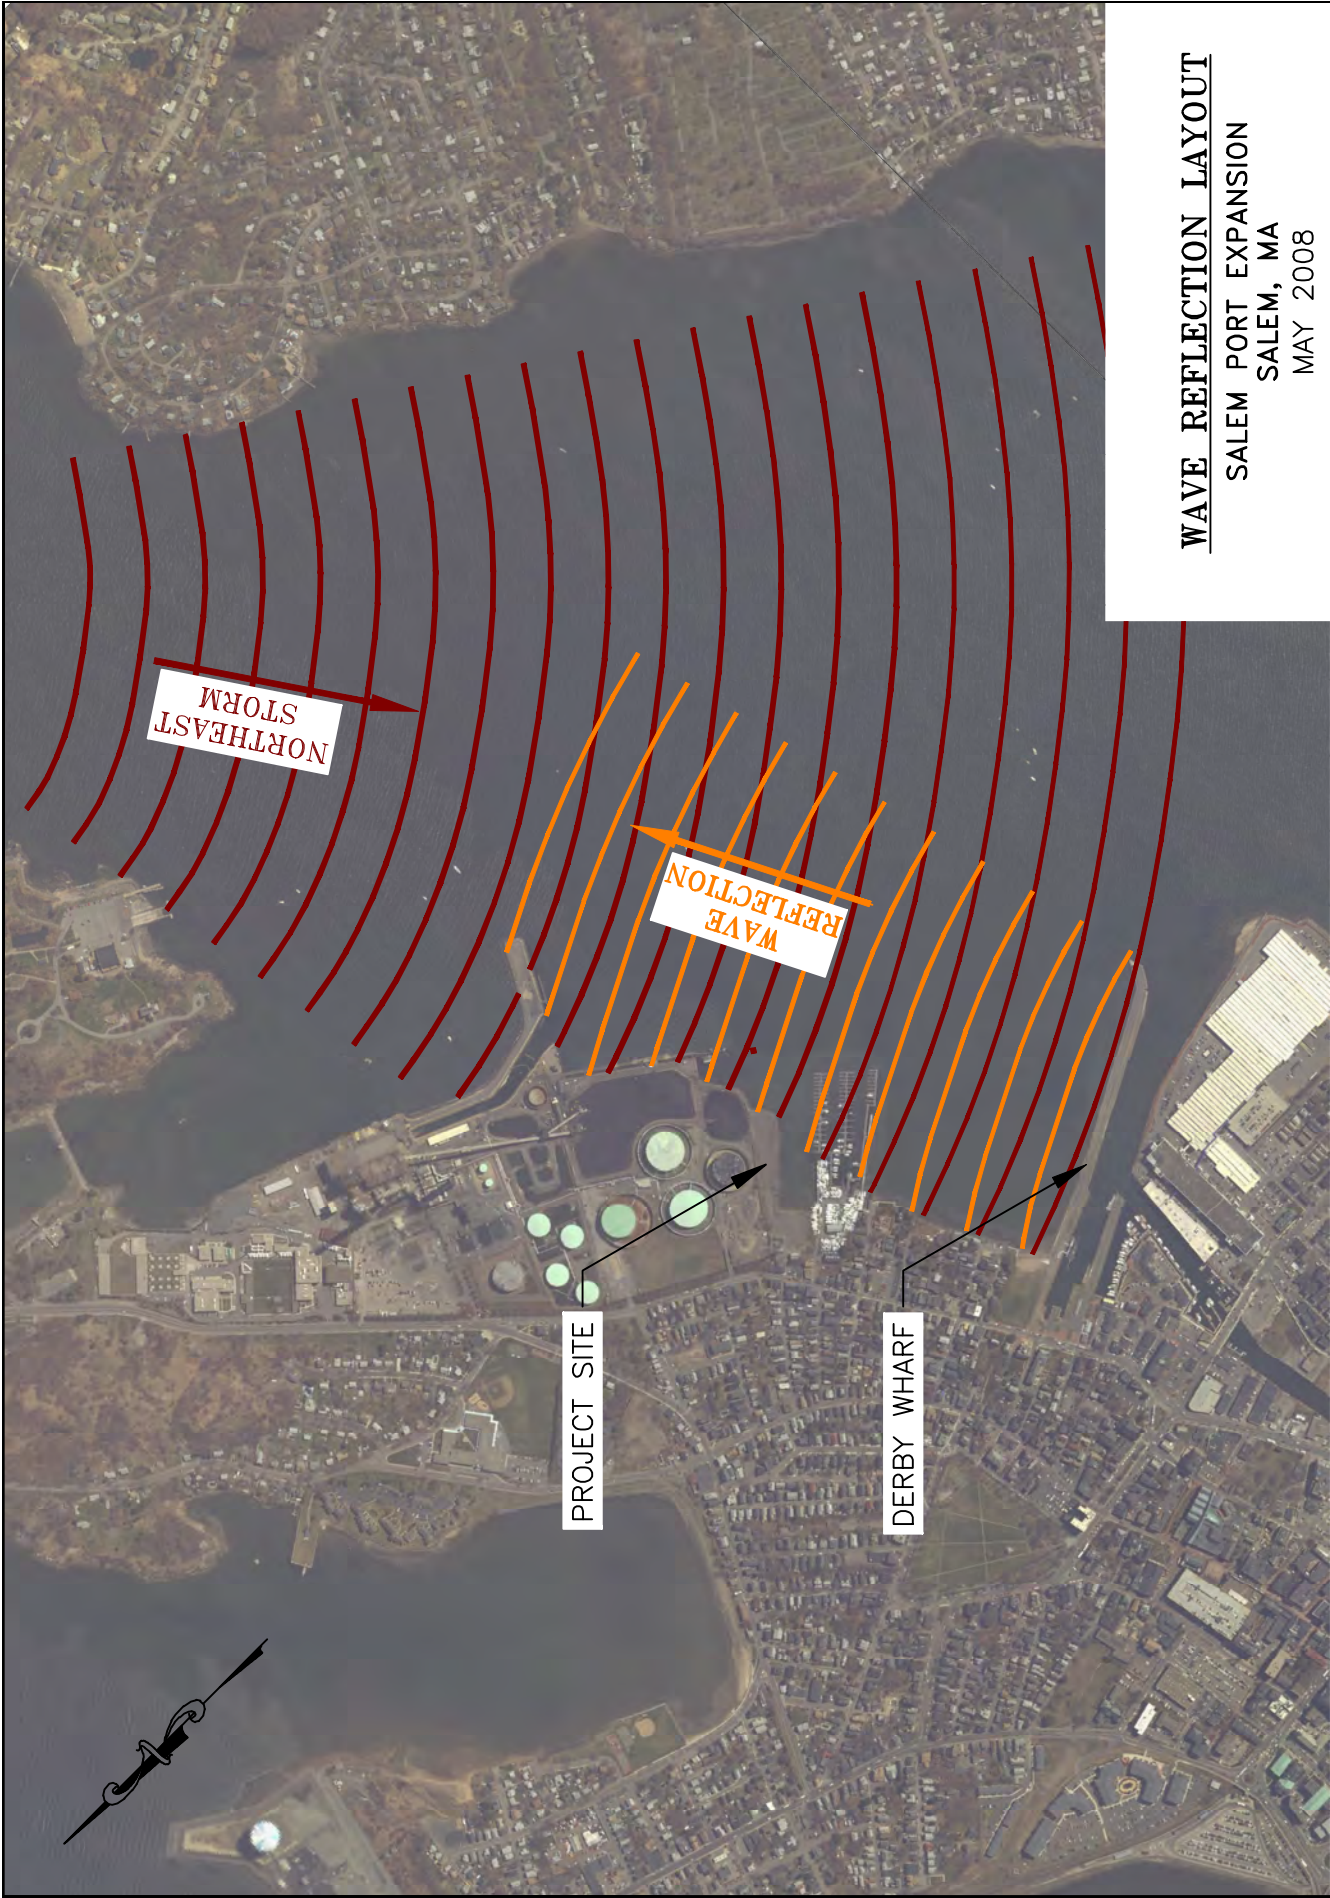 WAVE REFLECTION LAYOUT
SALEM PORT EXPANSION
SALEM, MA
MAY 2008
NORTHEAST
STORM
WAVE
REFLECTION
PROJECT SITE
DERBY WHARF